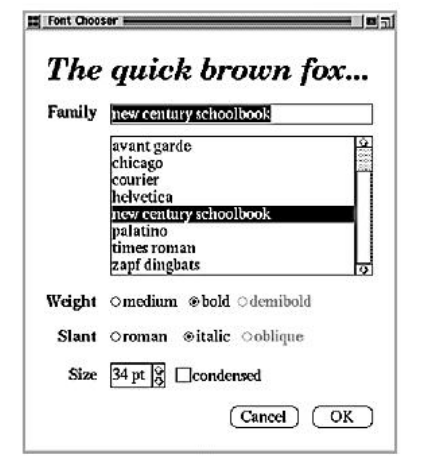 Font Chooser
The quick brown fox...
Family new century schoolbook
avant garde
chicago
courier
helvetica
new century schoolbook
palatino
times roman
zapf dingbats
Weight medium bold demibold
Slant roman italic oblique
Size 34 pt condensed
Cancel OK